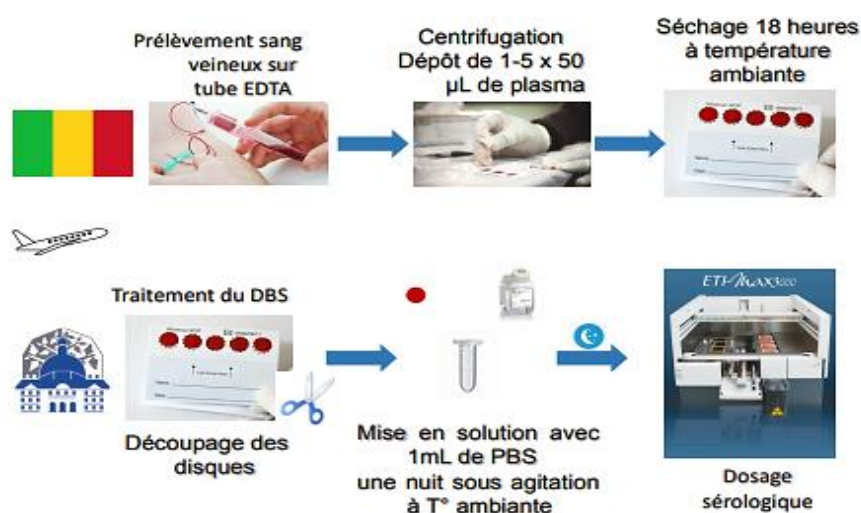 Prélèvement sang
veineux sur
tube EDTA
Centrifugation
Dépôt de 1-5 x 50
µL de plasma
Séchage 18 heures
à température
ambiante
Traitement du DBS
Découpage des
disques
Mise en solution avec
1mL de PBS
une nuit sous agitation
à T° ambiante
ETI-Max 3000
Dosage
sérologique